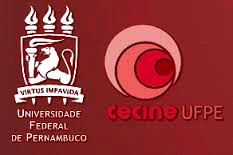 VIRTUS IMPAVIDA
UNIVERSIDADE
FEDERAL
DE PERNAMBUCO
cecine UFPE